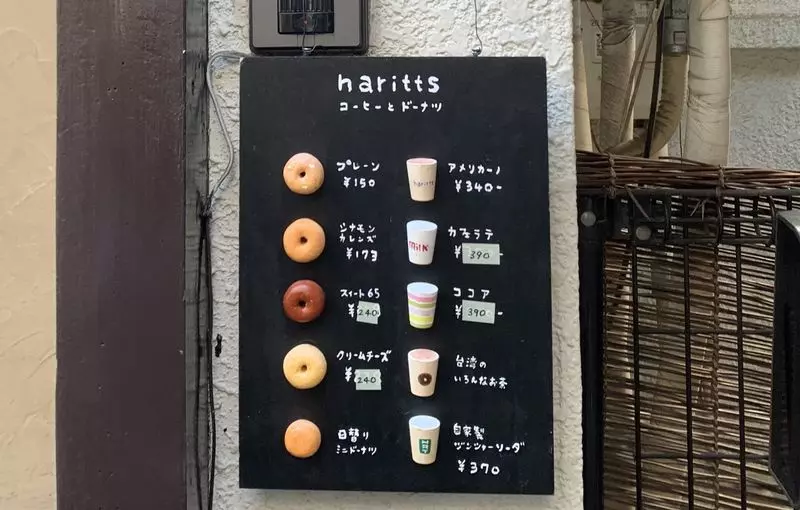 haritts
コーヒーとドーナツ
プレーン
¥150
シナモン
カレンズ
¥173
スイート65
¥240
クリームチーズ
¥240
日替り
ミニドーナツ
アメリカーノ
haritts
¥340-
カフェラテ
milk
¥390-
ココア
¥390-
台湾の
いろんなお茶
自家製
ジンジャーソーダ
¥370